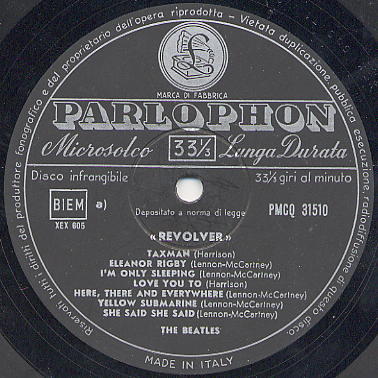 Riservati tutti i diritti del produttore fonografico e del proprietario dell'opera riprodotta - Vietata duplicazione, pubblica esecuzione, radiodiffusione di questo disco.
£
MARCA DI FABBRICA
PARLOPHON
Microsolco 33⅓ Lunga Durata
Disco infrangibile 33⅓ giri al minuto
BIEM a) Depositato a norma di legge PMCQ 31510
XEX 605
«REVOLVER»
TAXMAN (Harrison)
ELEANOR RIGBY (Lennon-McCartney)
I'M ONLY SLEEPING (Lennon-McCartney)
LOVE YOU TO (Harrison)
HERE, THERE AND EVERYWHERE (Lennon-McCartney)
YELLOW SUBMARINE (Lennon-McCartney)
SHE SAID SHE SAID (Lennon-McCartney)
THE BEATLES
MADE IN ITALY